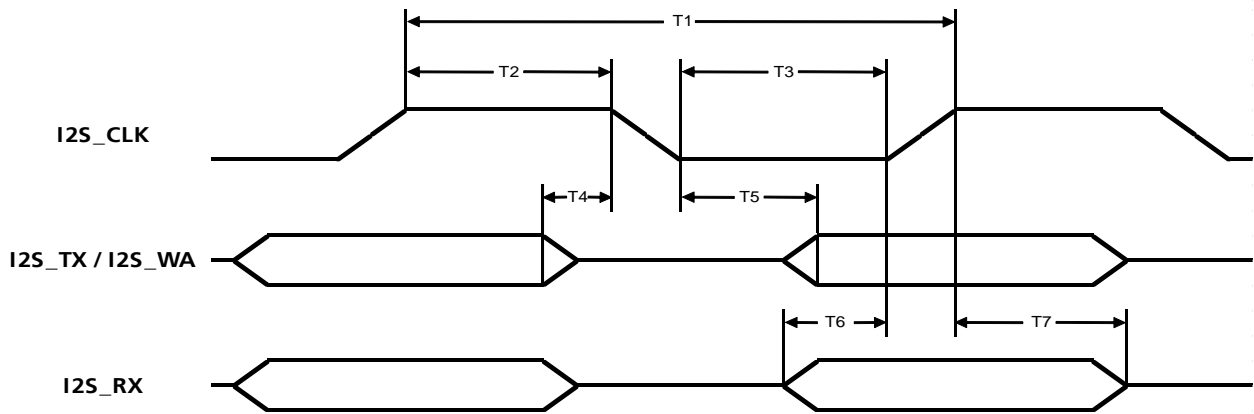 T1
T2
T3
I2S_CLK
T4
T5
I2S_TX / I2S_WA
T6
T7
I2S_RX